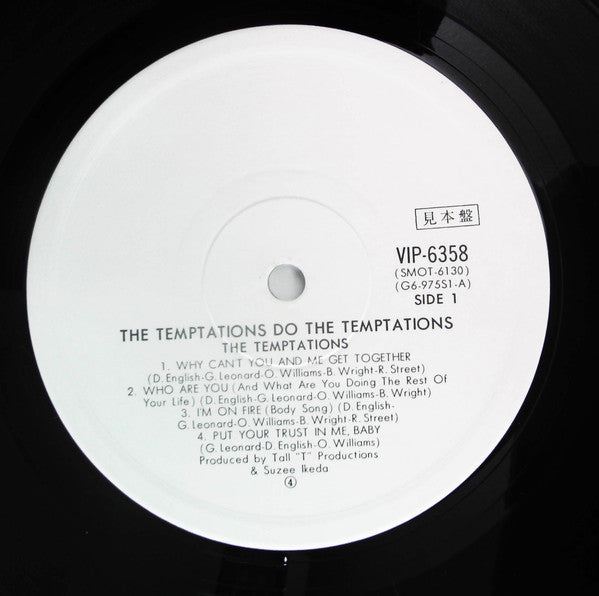 見本盤
VIP-6358
(SMOT-6130)
(G6-975S1-A)
SIDE 1
THE TEMPTATIONS DO THE TEMPTATIONS
THE TEMPTATIONS
1. WHY CAN'T YOU AND ME GET TOGETHER
(D. English-G. Leonard-O. Williams-B. Wright-R. Street)
2. WHO ARE YOU (And What Are You Doing The Rest Of
Your Life) (D. English-G. Leonard-O. Williams-B. Wright)
3. I'M ON FIRE (Body Song) (D. English-
G. Leonard-O. Williams-B. Wright-R. Street)
4. PUT YOUR TRUST IN ME, BABY
(G. Leonard-D. English-O. Williams)
Produced by Tall "T" Productions
& Suzee Ikeda
④